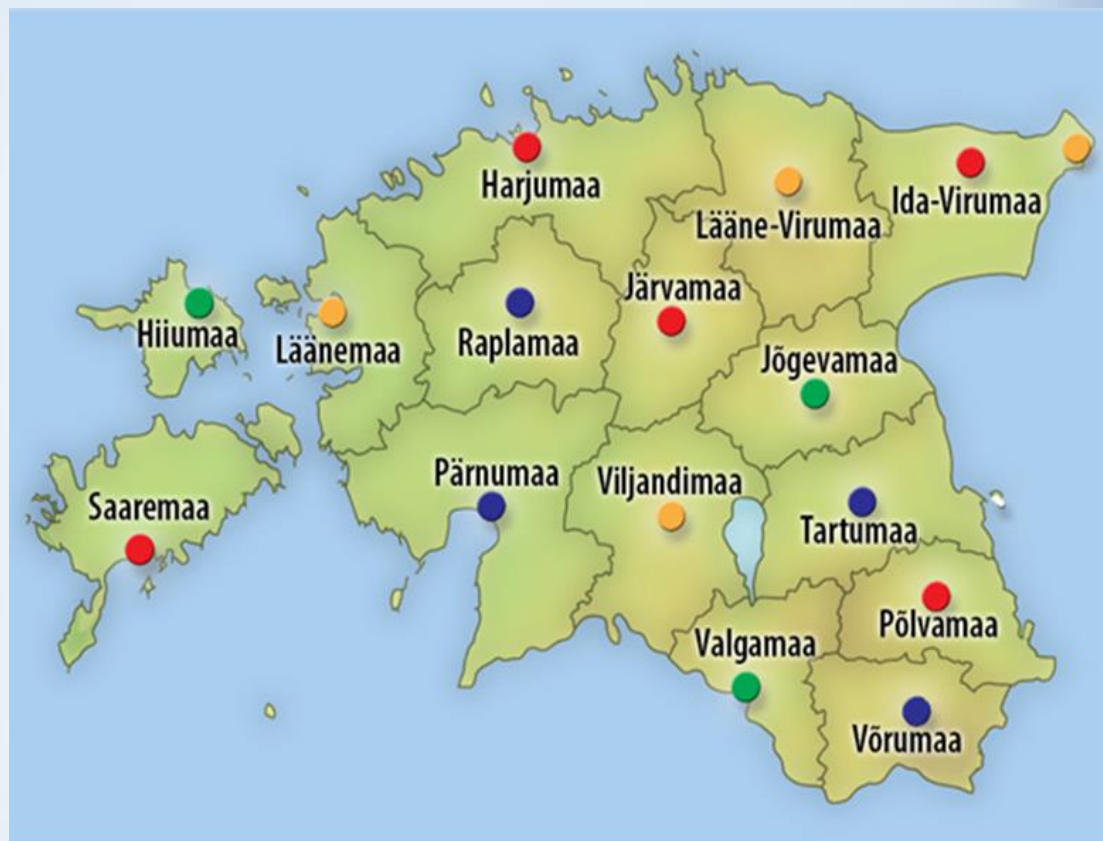 Harjumaa
Ida-Virumaa
Lääne-Virumaa
Järvamaa
Hiiumaa
Läänemaa
Raplamaa
Jõgevamaa
Pärnumaa
Viljandimaa
Saaremaa
Tartumaa
Põlvamaa
Valgamaa
Võrumaa